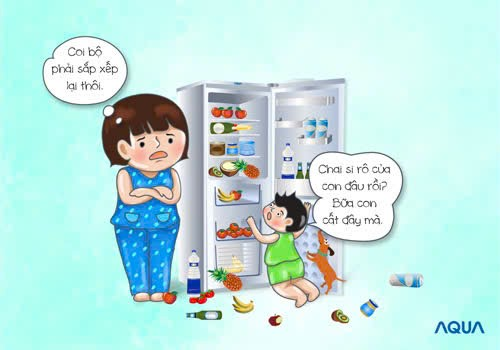 Coi bộ
phải sắp xếp
lại thôi.
Chai si rô của
con đâu rồi?
Bữa con
cất đây mà.
AQUA